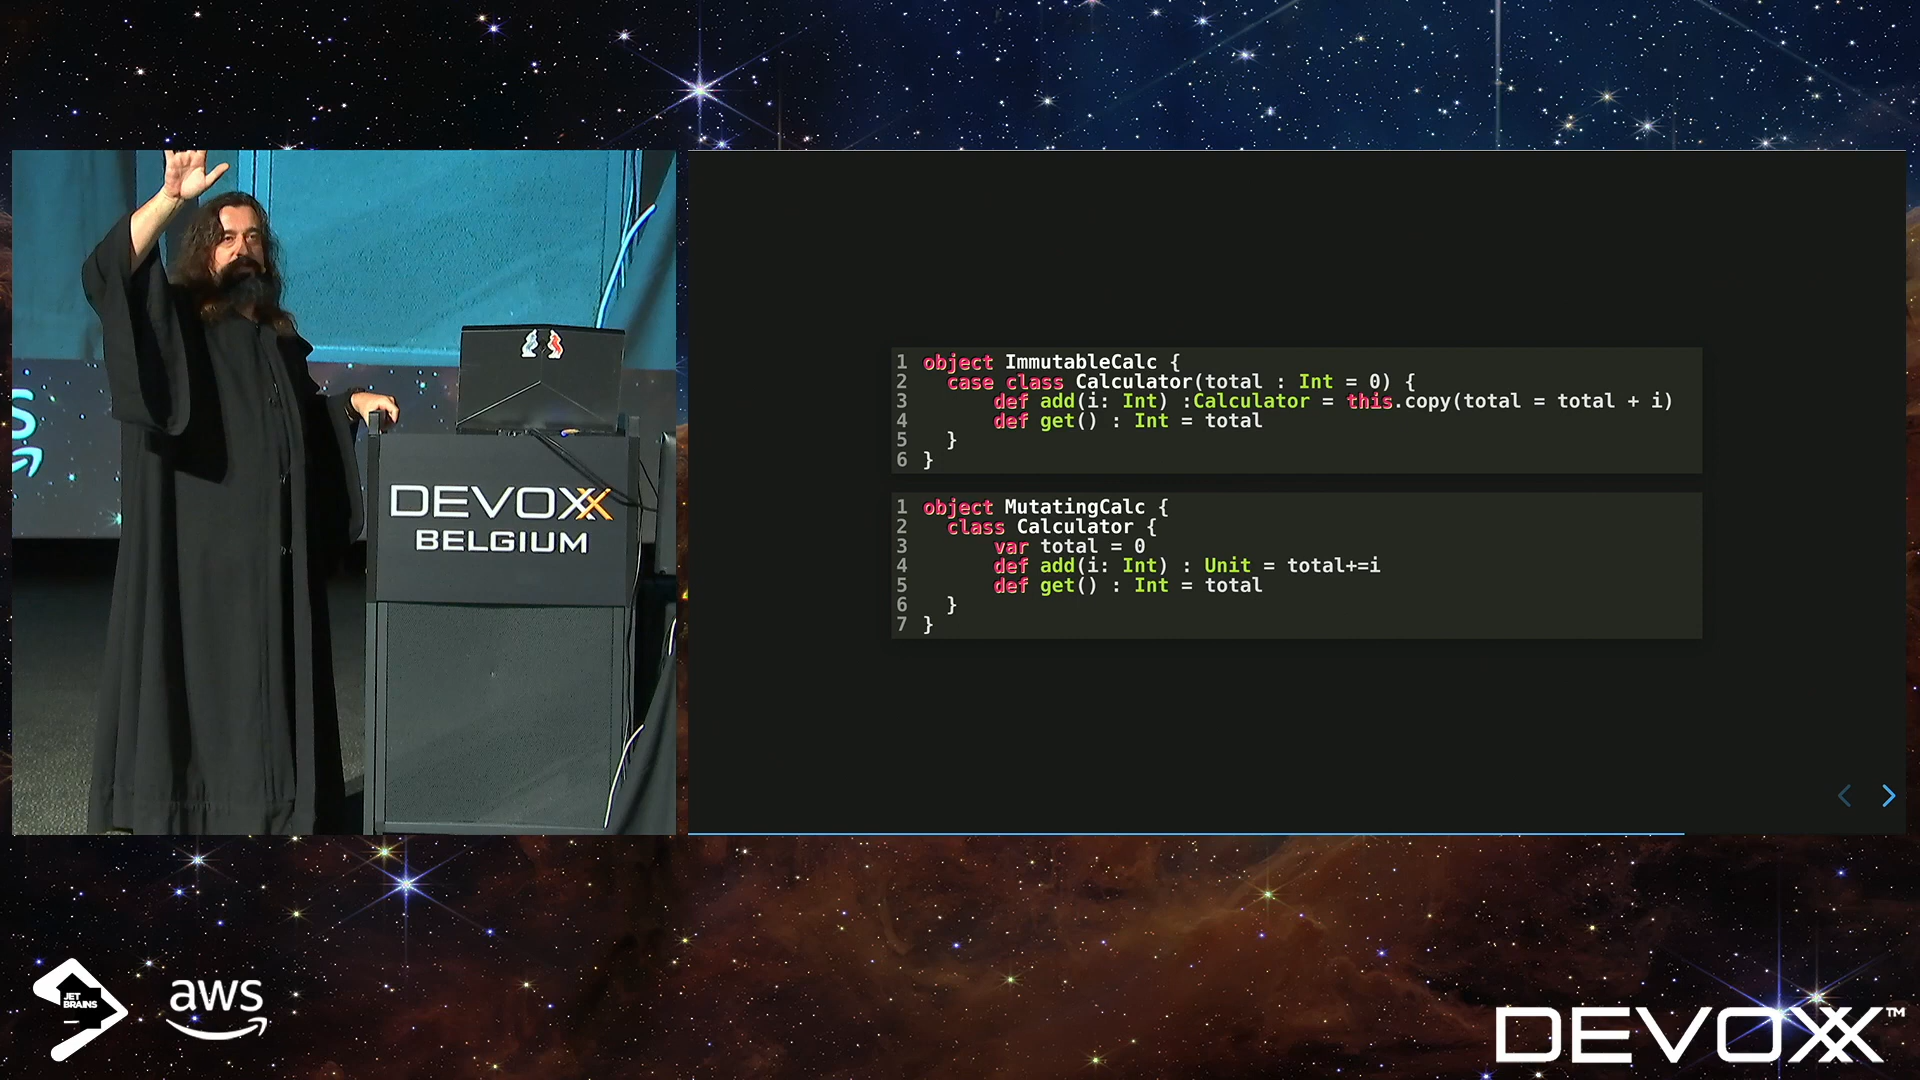 DEVOXX
BELGIUM
1 object ImmutableCalc {
2 case class Calculator(total : Int = 0) {
3 def add(i: Int) :Calculator = this.copy(total = total + i)
4 def get() : Int = total
5 }
6 }
1 object MutatingCalc {
2 class Calculator {
3 var total = 0
4 def add(i: Int) : Unit = total+=i
5 def get() : Int = total
6 }
7 }
JET
BRAINS
aws
DEVOXX™